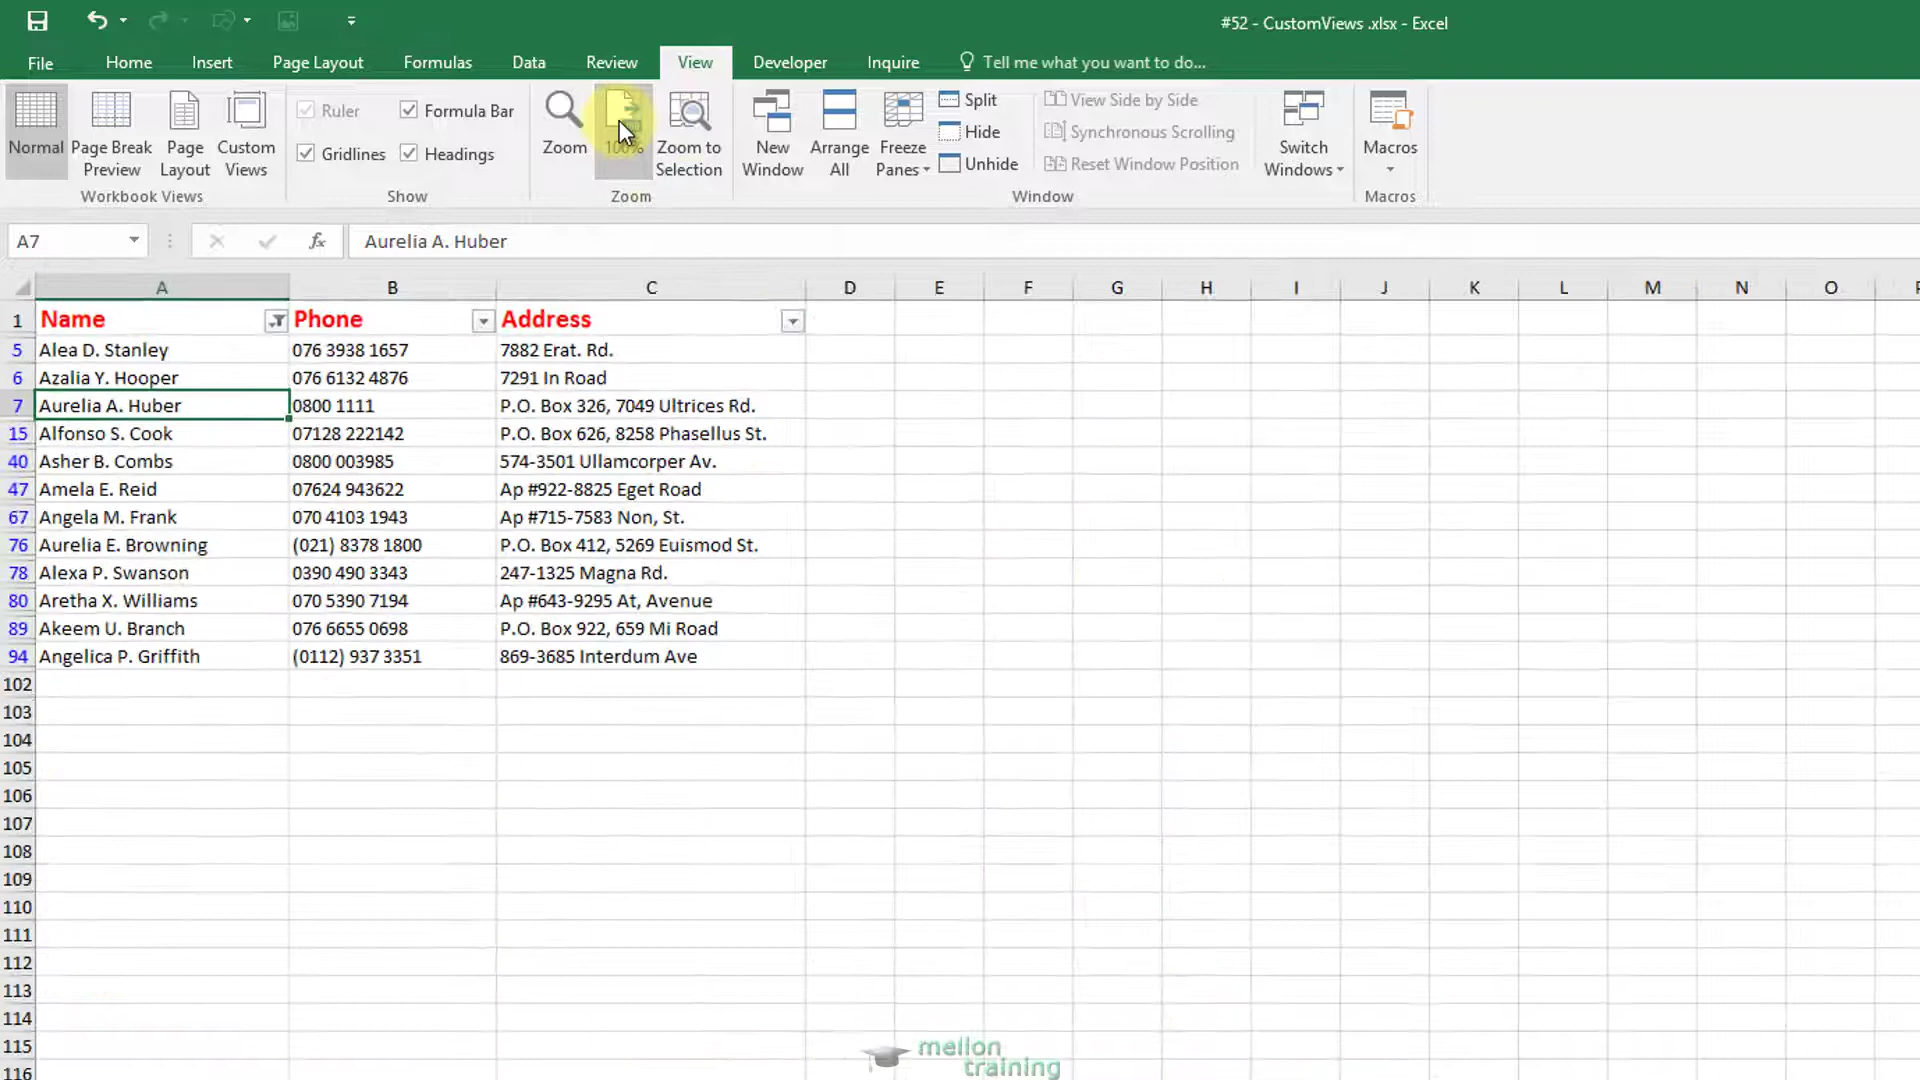 #52 - CustomViews .xlsx - Excel
File Home Insert Page Layout Formulas Data Review View Developer Inquire Tell me what you want to do...
Normal
Page Break
Preview
Page
Layout
Custom
Views
Workbook Views
Ruler
Formula Bar
Gridlines
Headings
Show
Zoom
100%
Zoom to
Selection
Zoom
New
Window
Arrange
All
Freeze
Panes
Split
Hide
Unhide
View Side by Side
Synchronous Scrolling
Reset Window Position
Window
Switch
Windows
Macros
Macros
A7 fx Aurelia A. Huber
A B C D E F G H I J K L M N O
1 Name Phone Address
5 Alea D. Stanley 076 3938 1657 7882 Erat. Rd.
6 Azalia Y. Hooper 076 6132 4876 7291 In Road
7 Aurelia A. Huber 0800 1111 P.O. Box 326, 7049 Ultrices Rd.
15 Alfonso S. Cook 07128 222142 P.O. Box 626, 8258 Phasellus St.
40 Asher B. Combs 0800 003985 574-3501 Ullamcorper Av.
47 Amela E. Reid 07624 943622 Ap #922-8825 Eget Road
67 Angela M. Frank 070 4103 1943 Ap #715-7583 Non, St.
76 Aurelia E. Browning (021) 8378 1800 P.O. Box 412, 5269 Euismod St.
78 Alexa P. Swanson 0390 490 3343 247-1325 Magna Rd.
80 Aretha X. Williams 070 5390 7194 Ap #643-9295 At, Avenue
89 Akeem U. Branch 076 6655 0698 P.O. Box 922, 659 Mi Road
94 Angelica P. Griffith (0112) 937 3351 869-3685 Interdum Ave
102
103
104
105
106
107
108
109
110
111
112
113
114
115
116
mellon
training